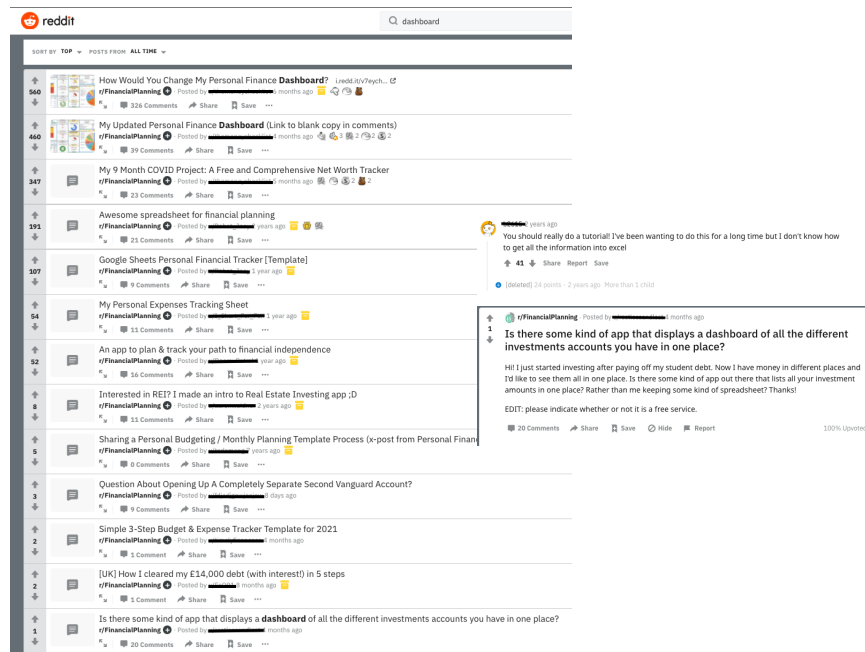 reddit
dashboard
SORT BY TOP POSTS FROM ALL TIME
560
How Would You Change My Personal Finance Dashboard? i.redd.it/v7eych...
r/FinancialPlanning · Posted by 6 months ago
326 Comments Share Save ···
460
My Updated Personal Finance Dashboard (Link to blank copy in comments)
r/FinancialPlanning · Posted by 4 months ago 3 2 2 2
39 Comments Share Save ···
347
My 9 Month COVID Project: A Free and Comprehensive Net Worth Tracker
r/FinancialPlanning · Posted by 5 months ago 2 2
23 Comments Share Save ···
191
Awesome spreadsheet for financial planning
r/FinancialPlanning · Posted by years ago
21 Comments Share Save ···
107
Google Sheets Personal Financial Tracker [Template]
r/FinancialPlanning · Posted by 1 year ago
9 Comments Share Save ···
54
My Personal Expenses Tracking Sheet
r/FinancialPlanning · Posted by 1 year ago
11 Comments Share Save ···
52
An app to plan & track your path to financial independence
r/FinancialPlanning · Posted by year ago
16 Comments Share Save ···
8
Interested in REI? I made an intro to Real Estate Investing app ;D
r/FinancialPlanning · Posted by 2 years ago
11 Comments Share Save ···
5
Sharing a Personal Budgeting / Monthly Planning Template Process (x-post from Personal Finan
r/FinancialPlanning · Posted by years ago
0 Comments Share Save ···
3
Question About Opening Up A Completely Separate Second Vanguard Account?
r/FinancialPlanning · Posted by 8 days ago
9 Comments Share Save ···
2
Simple 3-Step Budget & Expense Tracker Template for 2021
r/FinancialPlanning · Posted by 4 months ago
1 Comment Share Save ···
2
[UK] How I cleared my £14,000 debt (with interest!) in 5 steps
r/FinancialPlanning · Posted by 8 months ago
1 Comment Share Save ···
1
Is there some kind of app that displays a dashboard of all the different investments accounts you have in one place?
r/FinancialPlanning · Posted by months ago
20 Comments Share Save ···
2 years ago
You should really do a tutorial! I've been wanting to do this for a long time but I don't know how
to get all the information into excel
41 Share Report Save
[deleted] 24 points · 2 years ago More than 1 child
r/FinancialPlanning · Posted by 4 months ago
1
Is there some kind of app that displays a dashboard of all the different
investments accounts you have in one place?
Hi! I just started investing after paying off my student debt. Now I have money in different places and
I'd like to see them all in one place. Is there some kind of app out there that lists all your investment
amounts in one place? Rather than me keeping some kind of spreadsheet? Thanks!
EDIT: please indicate whether or not it is a free service.
20 Comments Share Save Hide Report 100% Upvoted